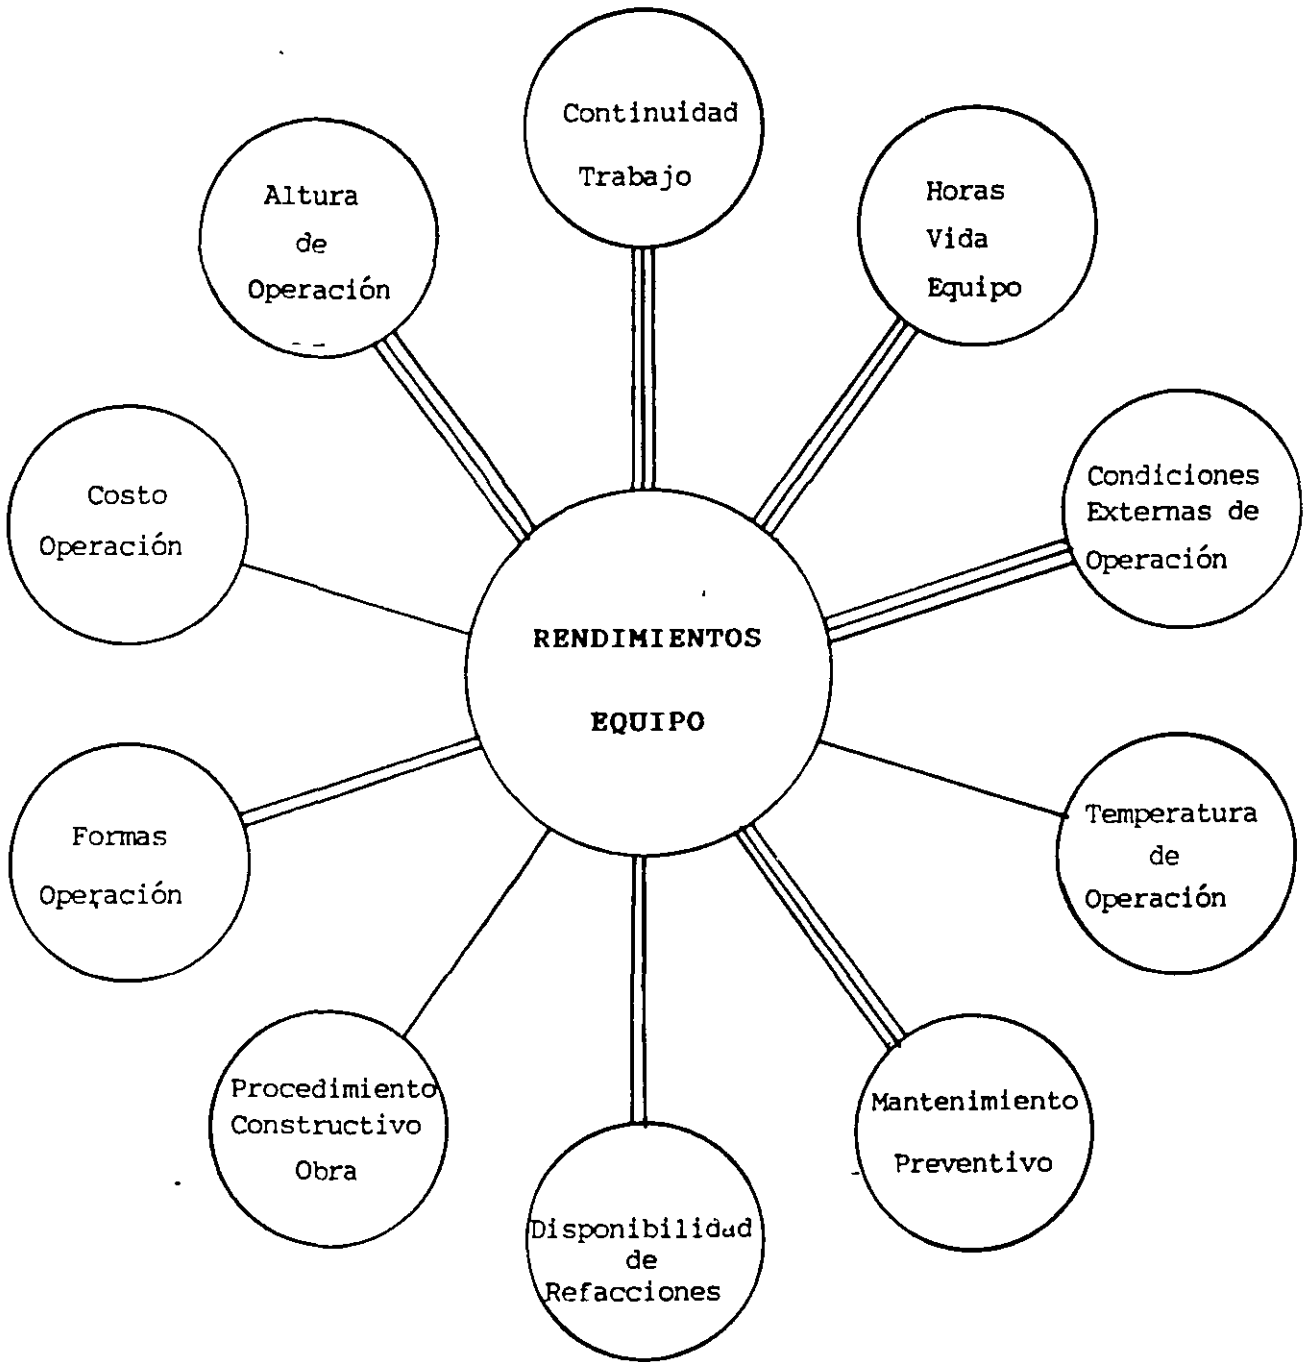 Continuidad
Trabajo
Altura
de
Operación
Horas
Vida
Equipo
Costo
Operación
Condiciones
Externas de
Operación
RENDIMIENTOS
EQUIPO
Formas
Operación
Temperatura
de
Operación
Procedimiento
Constructivo
Obra
Mantenimiento
Preventivo
Disponibilidad
de
Refacciones